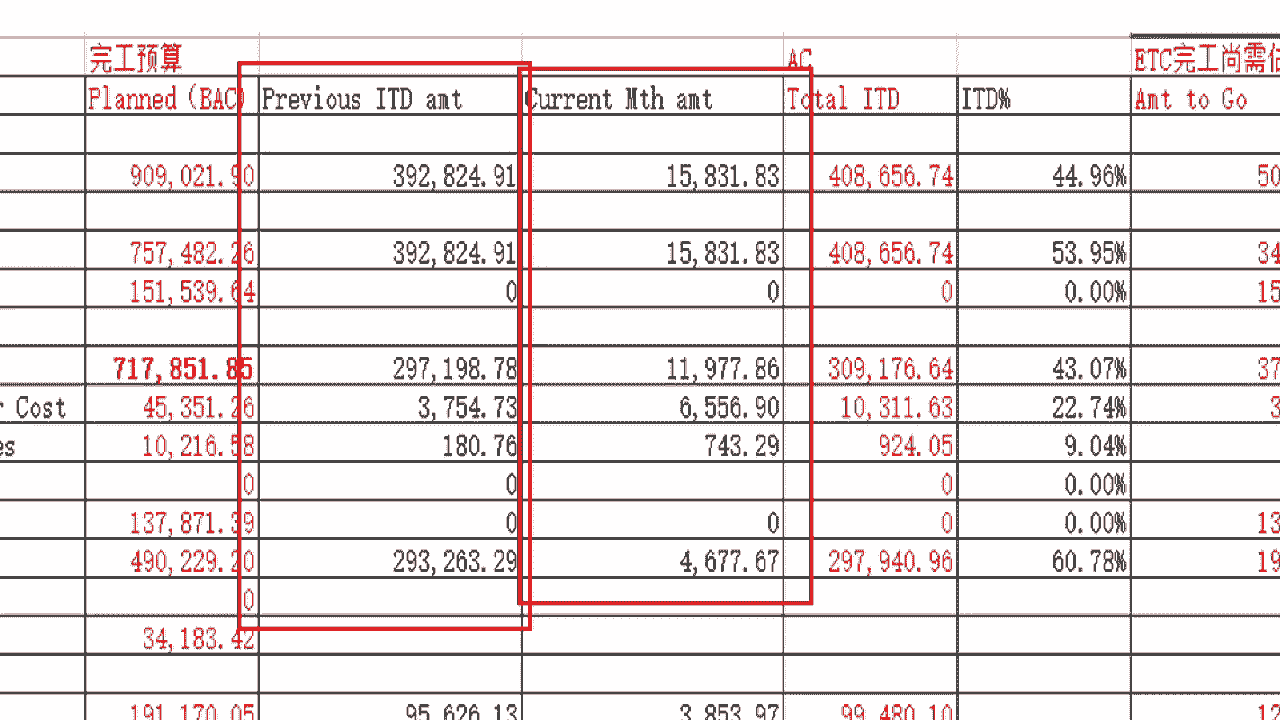 完工预算 AC ETC完工尚需
Planned (BAC) Previous ITD amt Current Mth amt Total ITD ITD% Amt to Go
909,021.90 392,824.91 15,831.83 408,656.74 44.96% 50
757,482.26 392,824.91 15,831.83 408,656.74 53.95% 34
151,539.64 0 0 0 0.00% 15
717,851.85 297,198.78 11,977.86 309,176.64 43.07% 37
r Cost 45,351.26 3,754.73 6,556.90 10,311.63 22.74% 3
es 10,216.58 180.76 743.29 924.05 9.04%
0 0 0 0.00%
137,871.39 0 0 0 0.00% 13
490,229.20 293,263.29 4,677.67 297,940.96 60.78% 19
0
34,183.42
191,170.05 95,626.13 3,853.97 99,480.10 12